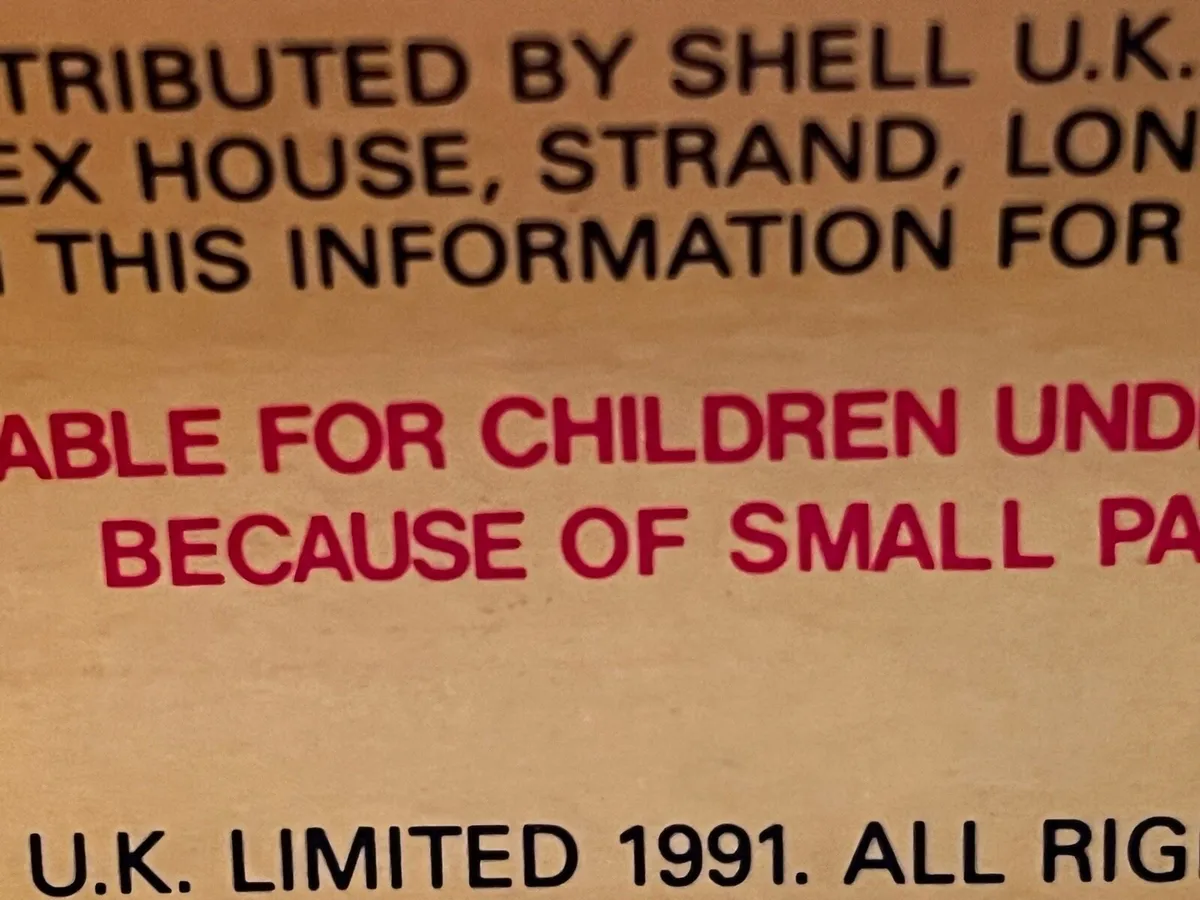 TRIBUTED BY SHELL U.K.
EX HOUSE, STRAND, LON
THIS INFORMATION FOR
ABLE FOR CHILDREN UND
BECAUSE OF SMALL PA
U.K. LIMITED 1991. ALL RIG